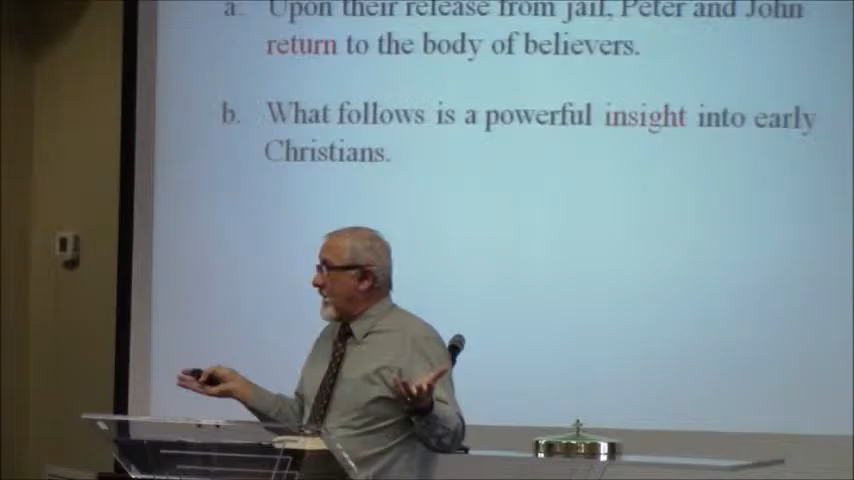 a. Upon their release from jail, Peter and John
return to the body of believers.
b. What follows is a powerful insight into early
Christians.